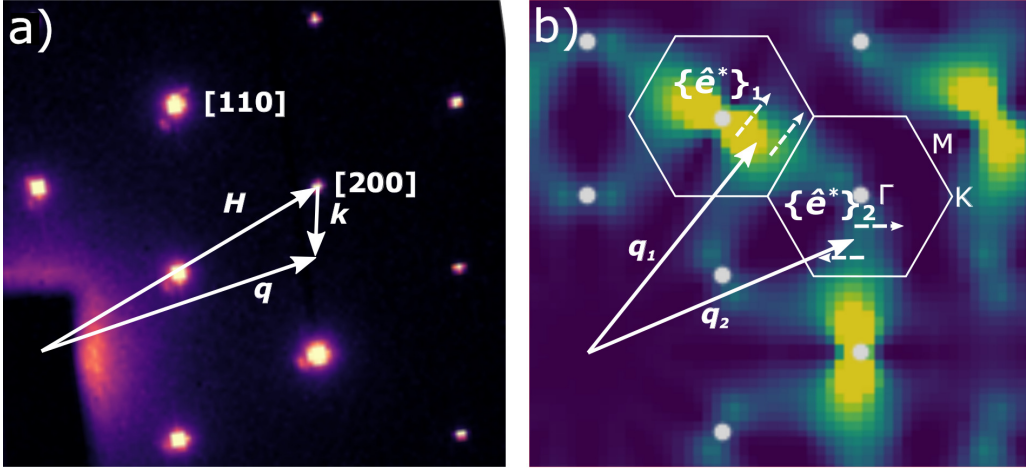 a)
[110]
[200]
H
k
q
b)
{ê*}₁
M
Γ
K
{ê*}₂
q₁
q₂